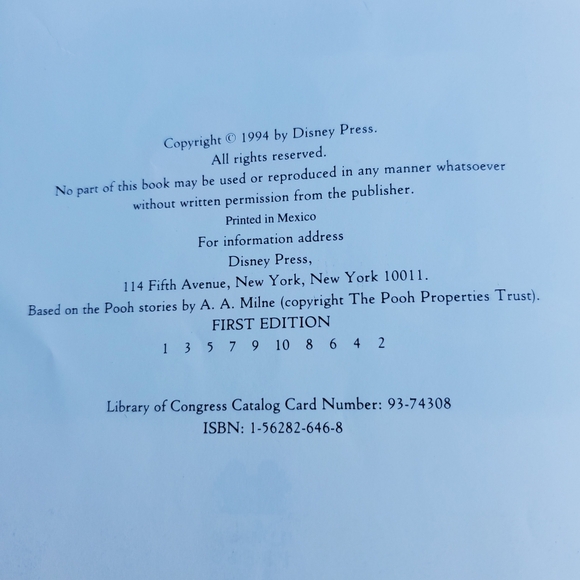 Copyright © 1994 by Disney Press.
All rights reserved.
No part of this book may be used or reproduced in any manner whatsoever
without written permission from the publisher.
Printed in Mexico
For information address
Disney Press,
114 Fifth Avenue, New York, New York 10011.
Based on the Pooh stories by A. A. Milne (copyright The Pooh Properties Trust).
FIRST EDITION
1 3 5 7 9 10 8 6 4 2
Library of Congress Catalog Card Number: 93-74308
ISBN: 1-56282-646-8